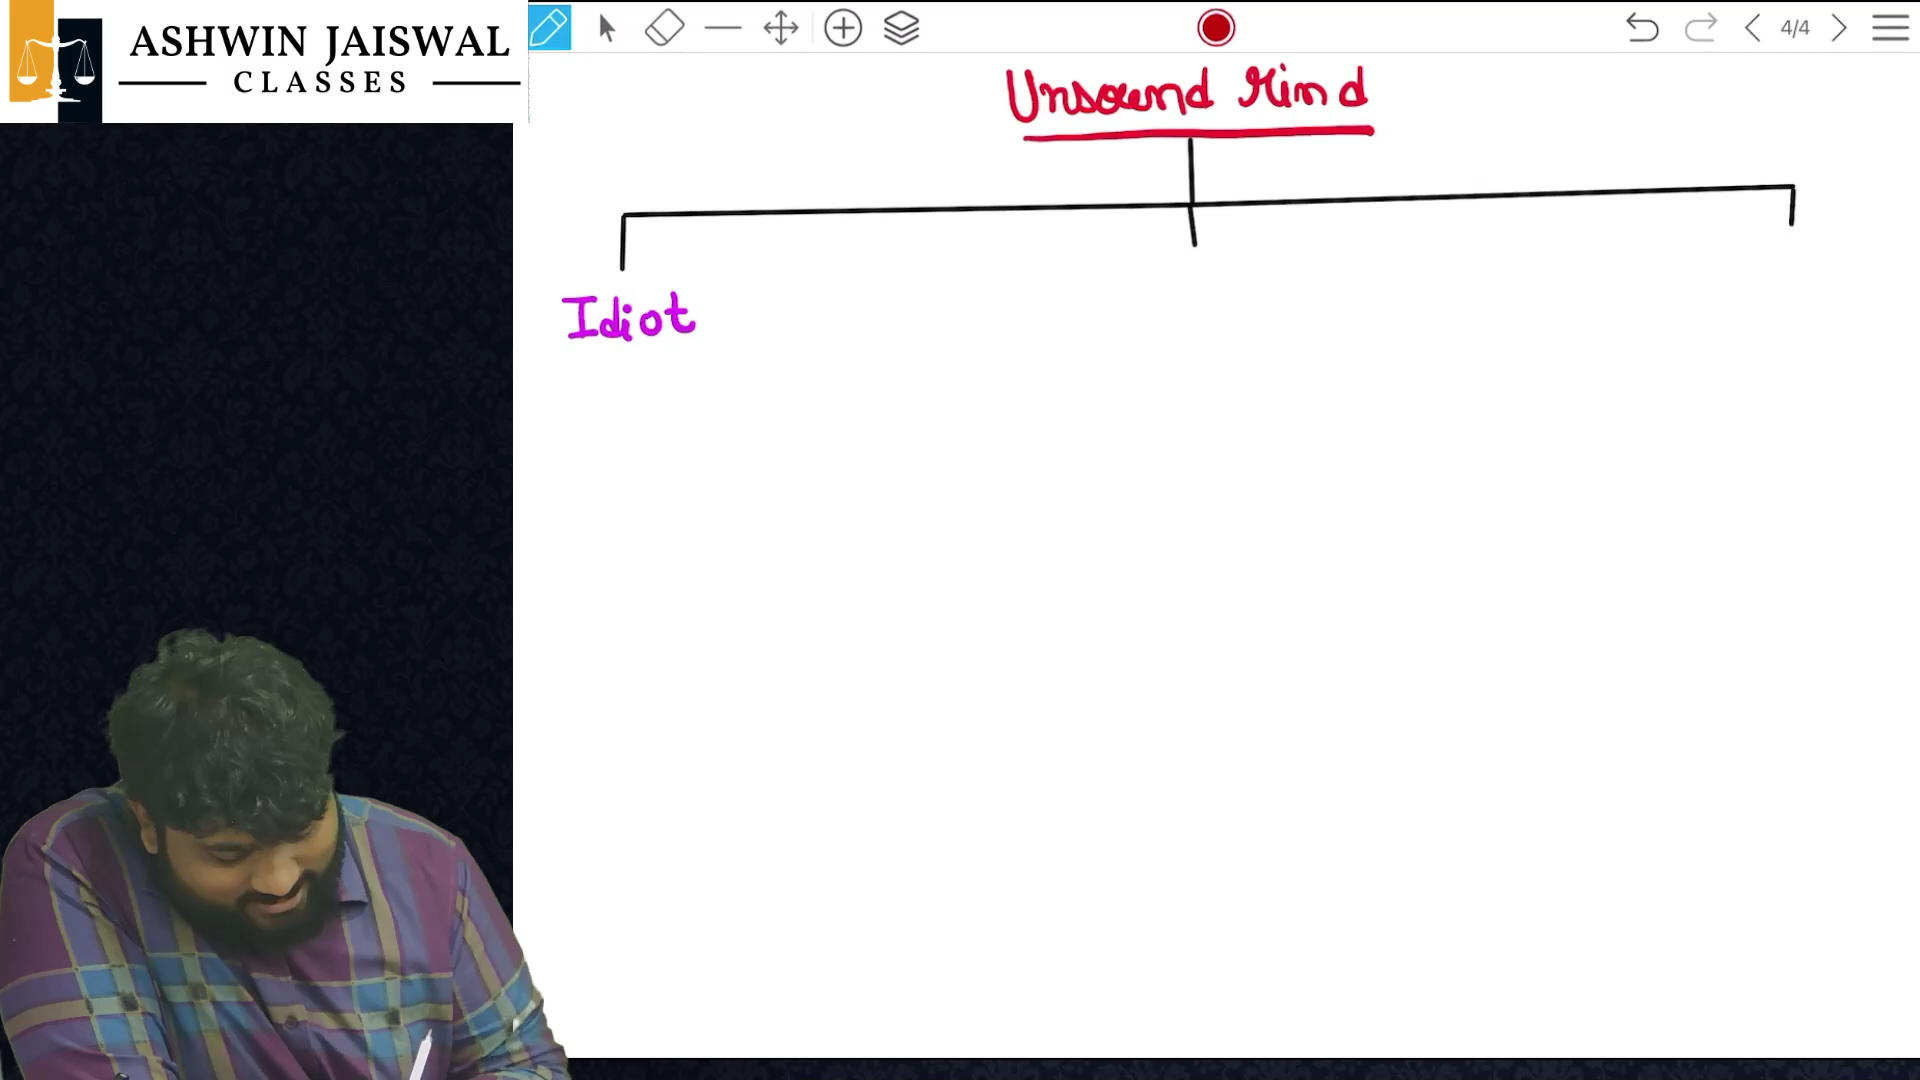 ASHWIN JAISWAL
CLASSES
4/4
Unsound Mind
Idiot